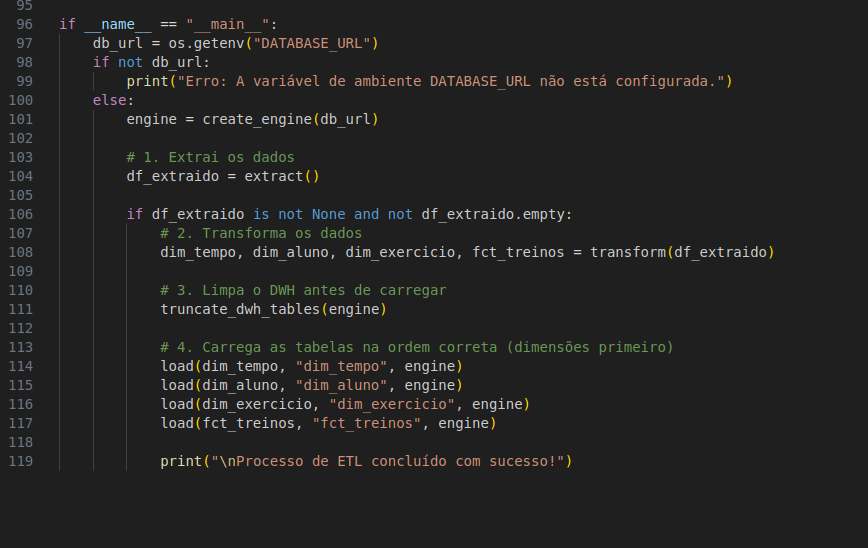 95
96 if __name__ == "__main__":
97 db_url = os.getenv("DATABASE_URL")
98 if not db_url:
99 print("Erro: A variável de ambiente DATABASE_URL não está configurada.")
100 else:
101 engine = create_engine(db_url)
102
103 # 1. Extrai os dados
104 df_extraido = extract()
105
106 if df_extraido is not None and not df_extraido.empty:
107 # 2. Transforma os dados
108 dim_tempo, dim_aluno, dim_exercicio, fct_treinos = transform(df_extraido)
109
110 # 3. Limpa o DWH antes de carregar
111 truncate_dwh_tables(engine)
112
113 # 4. Carrega as tabelas na ordem correta (dimensões primeiro)
114 load(dim_tempo, "dim_tempo", engine)
115 load(dim_aluno, "dim_aluno", engine)
116 load(dim_exercicio, "dim_exercicio", engine)
117 load(fct_treinos, "fct_treinos", engine)
118
119 print("\nProcesso de ETL concluído com sucesso!")